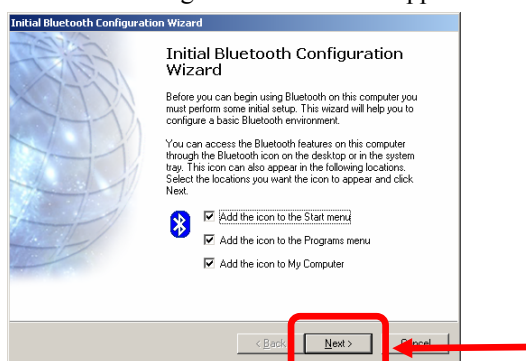 Initial Bluetooth Configuration Wizard
Initial Bluetooth Configuration
Wizard
Before you can begin using Bluetooth on this computer you
must perform some initial setup. This wizard will help you to
configure a basic Bluetooth environment.
You can access the Bluetooth features on this computer
through the Bluetooth icon on the desktop or in the system
tray. This icon can also appear in the following locations.
Select the locations you want the icon to appear and click
Next.
Add the icon to the Start menu
Add the icon to the Programs menu
Add the icon to My Computer
< Back Next > Cancel